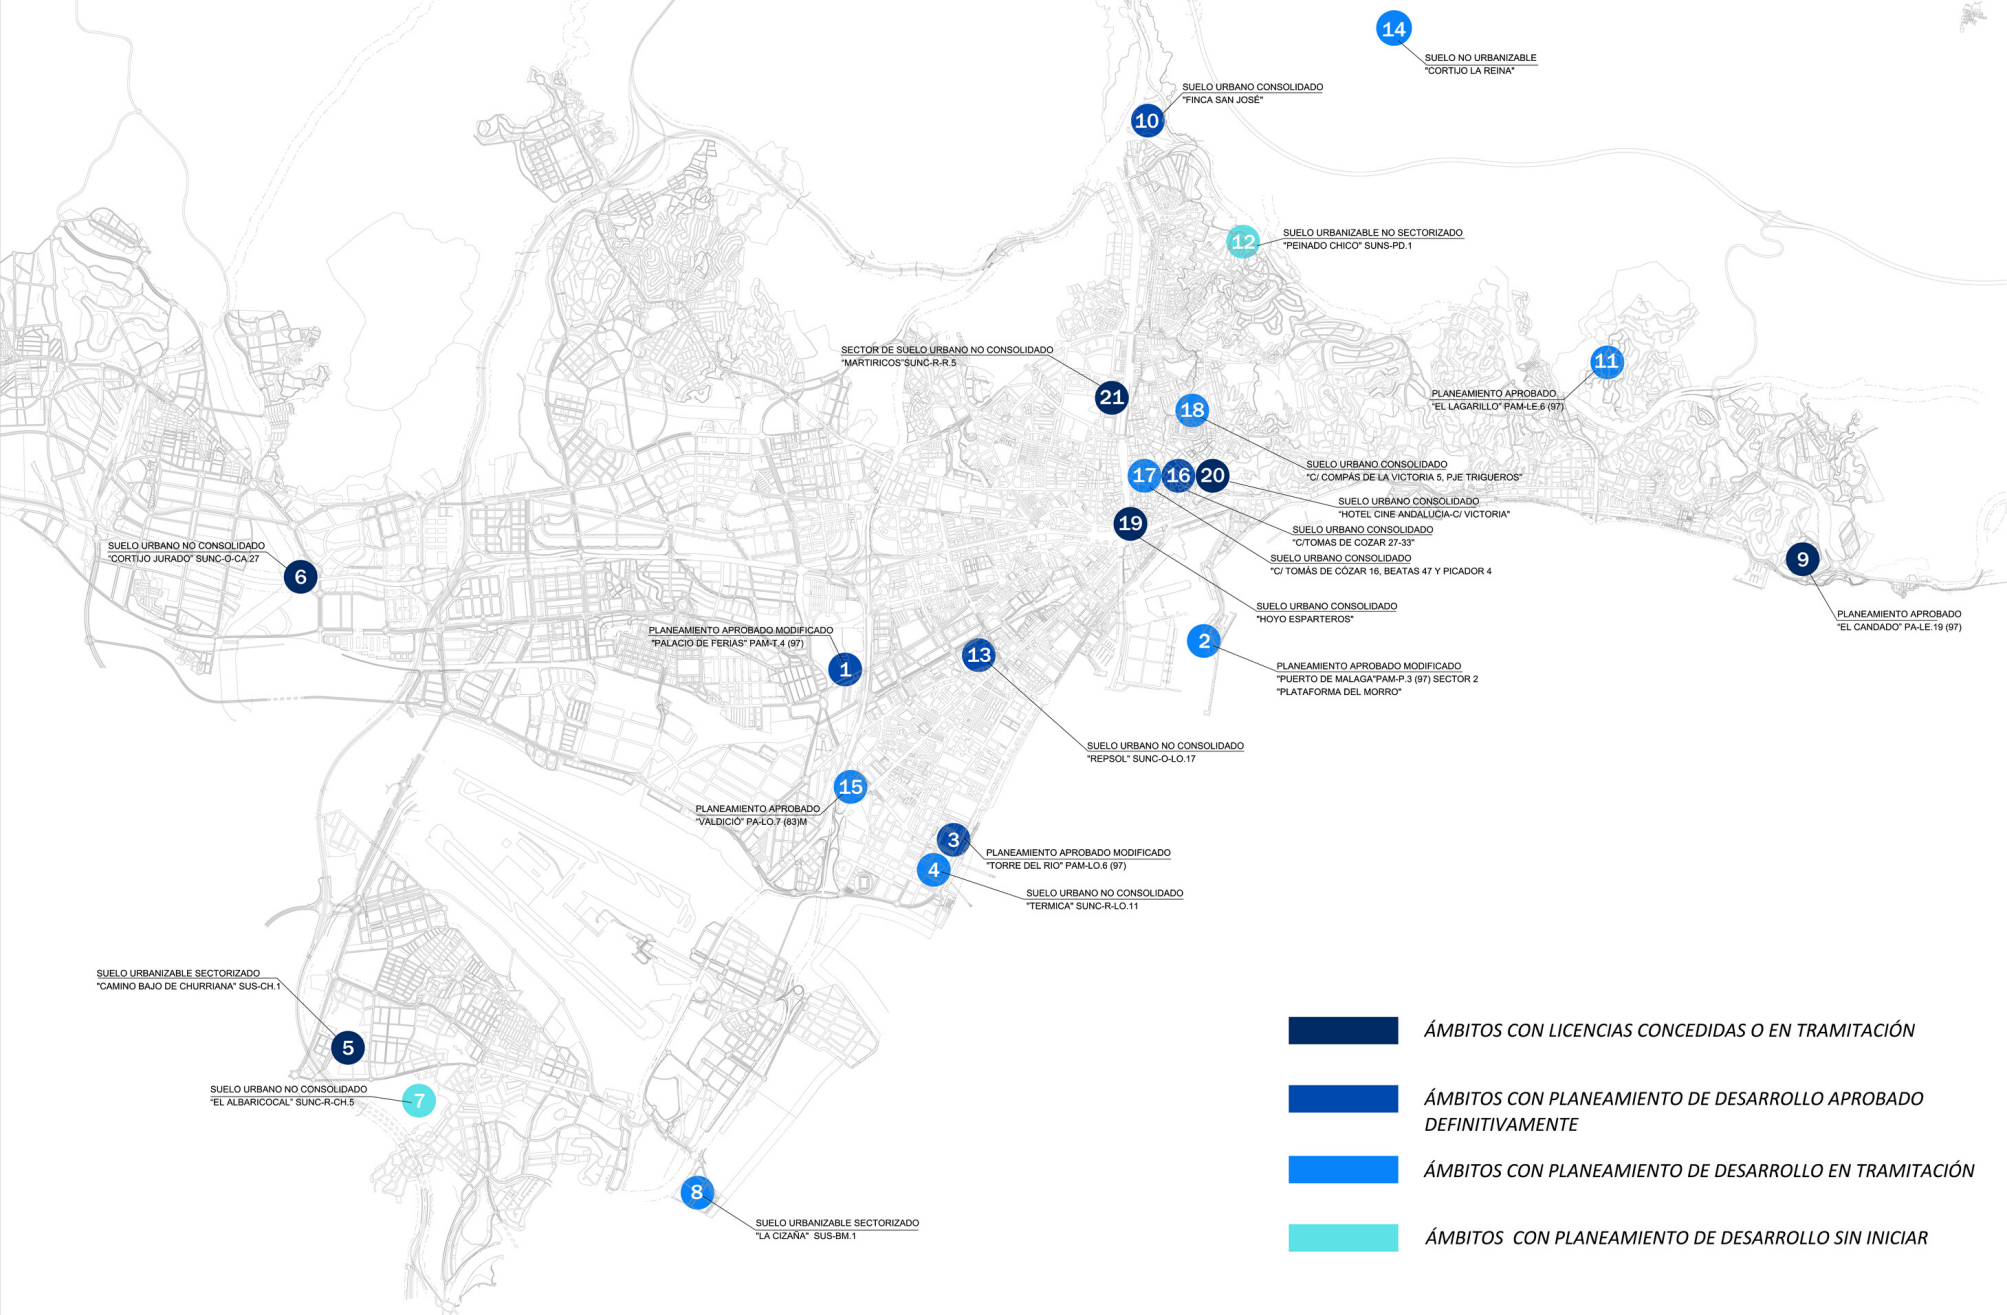 14
SUELO NO URBANIZABLE
"CORTIJO LA REINA"
SUELO URBANO CONSOLIDADO
"FINCA SAN JOSÉ"
10
12
SUELO URBANIZABLE NO SECTORIZADO
"PEINADO CHICO" SUNS-PD.1
SECTOR DE SUELO URBANO NO CONSOLIDADO
"MARTIRICOS"SUNC-R-R.5
21
18
11
PLANEAMIENTO APROBADO
"EL LAGARILLO" PAM-LE.6 (97)
SUELO URBANO CONSOLIDADO
"C/ COMPÁS DE LA VICTORIA 5, PJE TRIGUEROS"
17
16
20
SUELO URBANO CONSOLIDADO
"HOTEL CINE ANDALUCIA-C/ VICTORIA"
19
SUELO URBANO CONSOLIDADO
"C/TOMAS DE COZAR 27-33"
SUELO URBANO CONSOLIDADO
"C/ TOMÁS DE CÓZAR 16, BEATAS 47 Y PICADOR 4
SUELO URBANO NO CONSOLIDADO
"CORTIJO JURADO" SUNC-O-CA.27
6
9
PLANEAMIENTO APROBADO
"EL CANDADO" PA-LE.19 (97)
SUELO URBANO CONSOLIDADO
"HOYO ESPARTEROS"
PLANEAMIENTO APROBADO MODIFICADO
"PALACIO DE FERIAS" PAM-T.4 (97)
1
13
2
PLANEAMIENTO APROBADO MODIFICADO
"PUERTO DE MALAGA"PAM-P.3 (97) SECTOR 2
"PLATAFORMA DEL MORRO"
SUELO URBANO NO CONSOLIDADO
"REPSOL" SUNC-O-LO.17
15
PLANEAMIENTO APROBADO
"VALDICIÓ" PA-LO.7 (83)M
3
PLANEAMIENTO APROBADO MODIFICADO
"TORRE DEL RIO" PAM-LO.6 (97)
4
SUELO URBANO NO CONSOLIDADO
"TERMICA" SUNC-R-LO.11
SUELO URBANIZABLE SECTORIZADO
"CAMINO BAJO DE CHURRIANA" SUS-CH.1
5
SUELO URBANO NO CONSOLIDADO
"EL ALBARICOCAL" SUNC-R-CH.5
7
8
SUELO URBANIZABLE SECTORIZADO
"LA CIZAÑA" SUS-BM.1
ÁMBITOS CON LICENCIAS CONCEDIDAS O EN TRAMITACIÓN
ÁMBITOS CON PLANEAMIENTO DE DESARROLLO APROBADO
DEFINITIVAMENTE
ÁMBITOS CON PLANEAMIENTO DE DESARROLLO EN TRAMITACIÓN
ÁMBITOS CON PLANEAMIENTO DE DESARROLLO SIN INICIAR